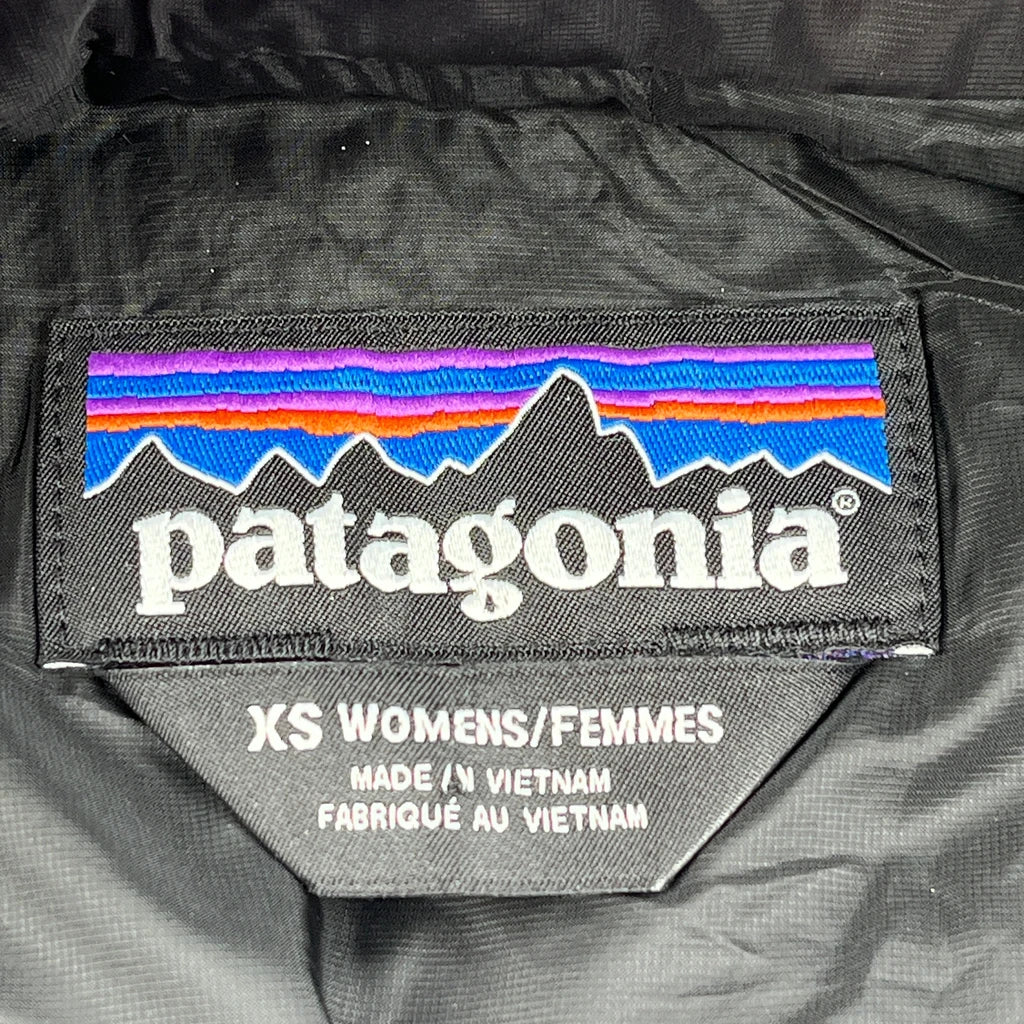 patagonia®
XS WOMENS/FEMMES
MADE IN VIETNAM
FABRIQUÉ AU VIETNAM